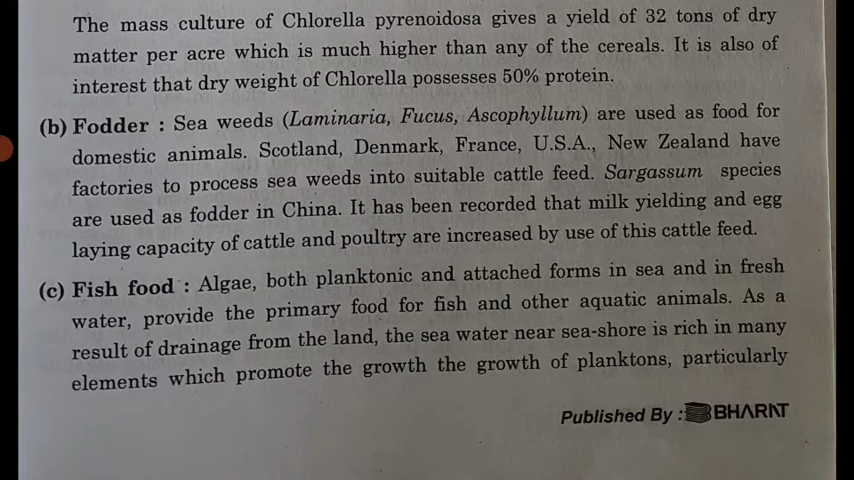 The mass culture of Chlorella pyrenoidosa gives a yield of 32 tons of dry
matter per acre which is much higher than any of the cereals. It is also of
interest that dry weight of Chlorella possesses 50% protein.
(b) Fodder : Sea weeds (Laminaria, Fucus, Ascophyllum) are used as food for
domestic animals. Scotland, Denmark, France, U.S.A., New Zealand have
factories to process sea weeds into suitable cattle feed. Sargassum species
are used as fodder in China. It has been recorded that milk yielding and egg
laying capacity of cattle and poultry are increased by use of this cattle feed.
(c) Fish food : Algae, both planktonic and attached forms in sea and in fresh
water, provide the primary food for fish and other aquatic animals. As a
result of drainage from the land, the sea water near sea-shore is rich in many
elements which promote the growth the growth of planktons, particularly
Published By : BHARAT